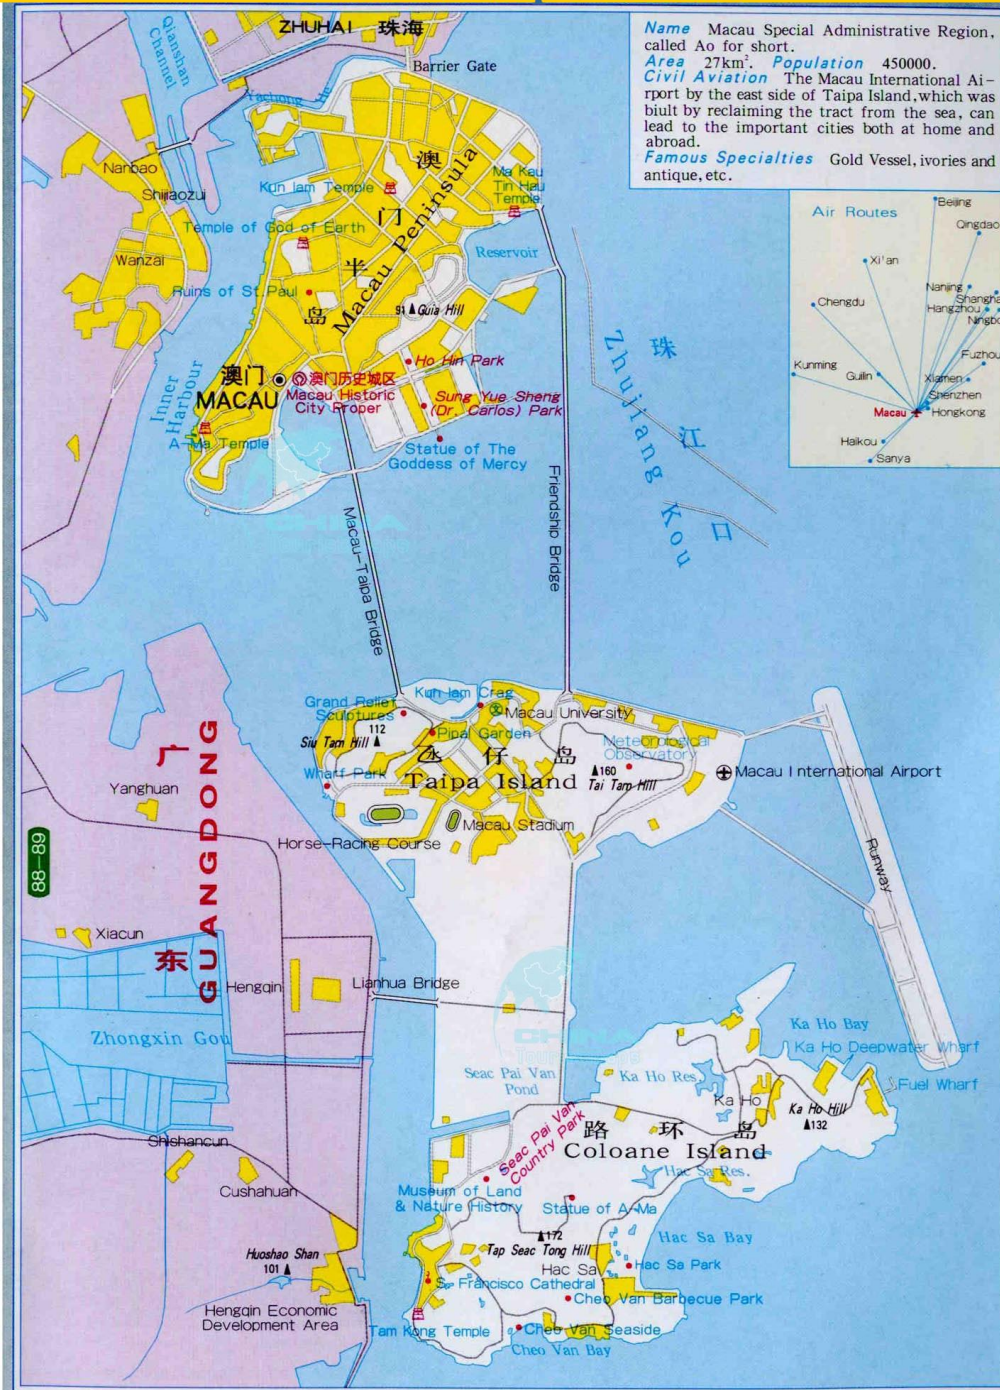 ZHUHAI 珠海
Qianshan
Channel
Barrier Gate
Yachong He
Nanbao
Shijiaozui
Wanzai
Kun Iam Temple
澳门半岛
Macau Peninsula
Ma Kau
Tin Hau
Temple
Temple of God of Earth
Reservoir
Ruins of St.Paul
91 Guia Hill
Inner
Harbour
澳门
MACAU
澳门历史城区
Macau Historic
City Proper
Ho Hin Park
Sung Yue Sheng
(Dr. Carlos) Park
A-Ma Temple
Statue of The
Goddess of Mercy
珠江口
Zhujiang Kou
CHINA
Macau-Taipa Bridge
Friendship Bridge
Name Macau Special Administrative Region,
called Ao for short.
Area 27km². Population 450000.
Civil Aviation The Macau International Ai-
rport by the east side of Taipa Island,which was
biuilt by reclaiming the tract from the sea, can
lead to the important cities both at home and
abroad.
Famous Specialties Gold Vessel,ivories and
antique,etc.
Air Routes
Beijing
Qingdao
Xi'an
Nanjing
Shangha
Chengdu
Hangzhou
Ningbo
Fuzhou
Kunming
Guilin
Xiamen
Shenzhen
Macau
Hongkong
Haikou
Sanya
Grand Relief
Sculptures
Kun Iam Crag
Macau University
112
Siu Tam Hill
Pipal Garden
Meteorological
Observatory
氹仔岛
Taipa Island
160
Tai Tam Hill
Macau International Airport
Wharf Park
Macau Stadium
Horse-Racing Course
Runway
广东
GUANGDONG
Yanghuan
88-89
Xiacun
Hengqin
Lianhua Bridge
Zhongxin Gou
CHINA
Seac Pai Van
Pond
Ka Ho Bay
Ka Ho Deepwater Wharf
Ka Ho Res.
Fuel Wharf
Ka Ho
Ka Ho Hill
132
路环岛
Coloane Island
Seac Pai Van
Country Park
Hac Sa Res.
Shishancun
Cushahuan
Museum of Land
& Nature History
Statue of A-Ma
172
Tap Seac Tong Hill
Hac Sa Bay
Hac Sa
Hac Sa Park
Huoshao Shan
101
S. Francisco Cathedral
Cheo Van Barbecue Park
Hengqin Economic
Development Area
Tam Kong Temple
Cheo Van Seaside
Cheo Van Bay